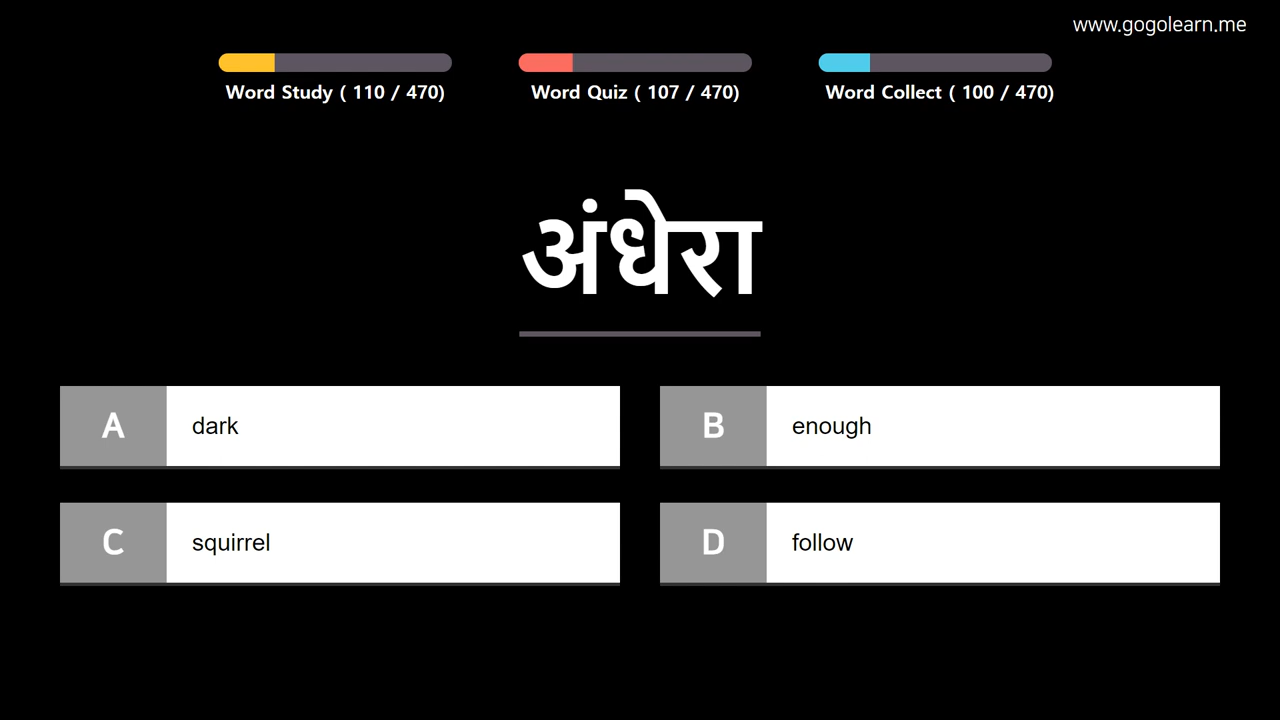 www.gogolearn.me
Word Study ( 110 / 470)
Word Quiz ( 107 / 470)
Word Collect ( 100 / 470)
अंधेरा
A dark
B enough
C squirrel
D follow